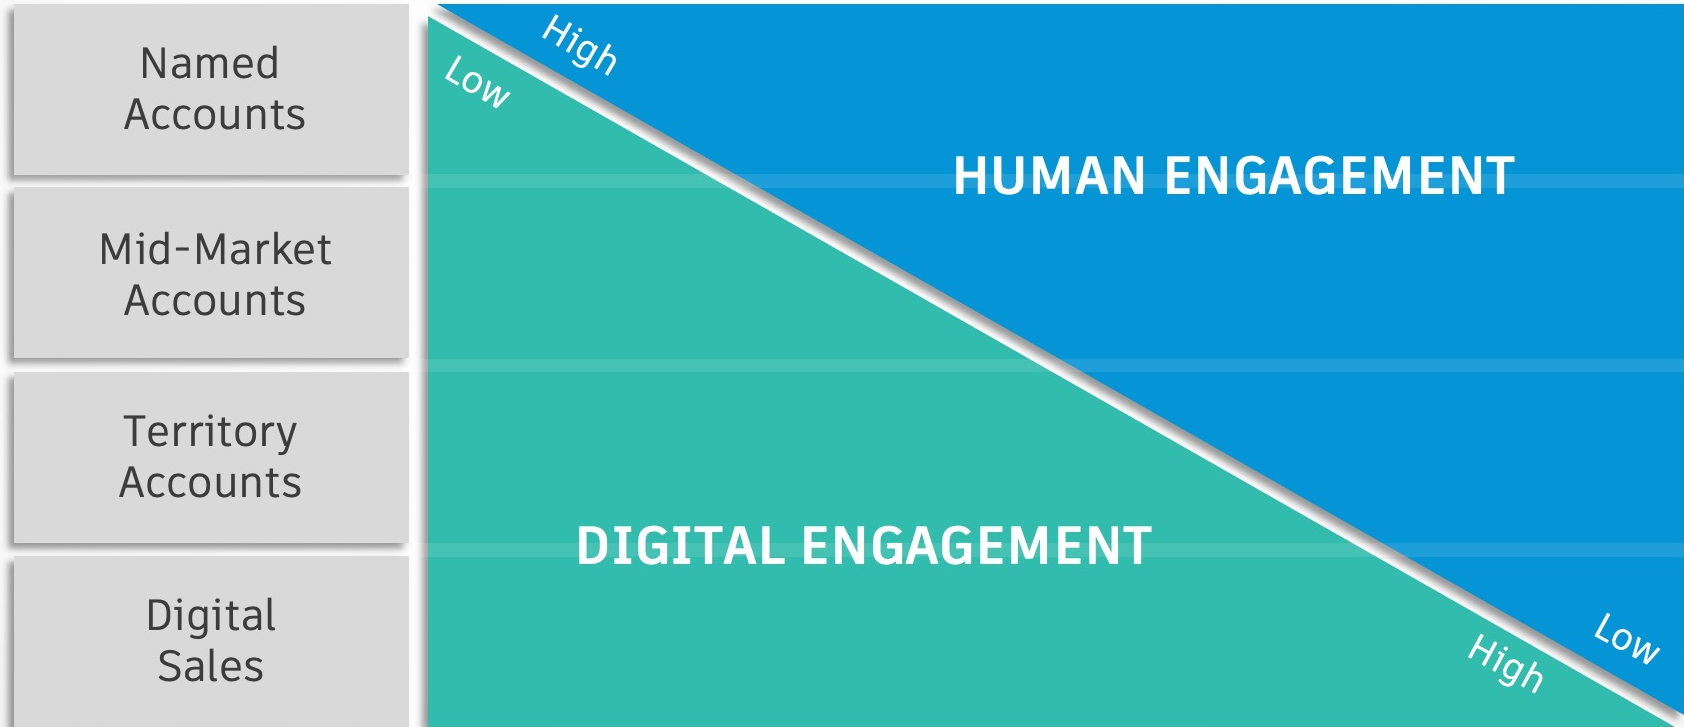 Named
Accounts
Mid-Market
Accounts
Territory
Accounts
Digital
Sales
High
Low
HUMAN ENGAGEMENT
DIGITAL ENGAGEMENT
Low
High